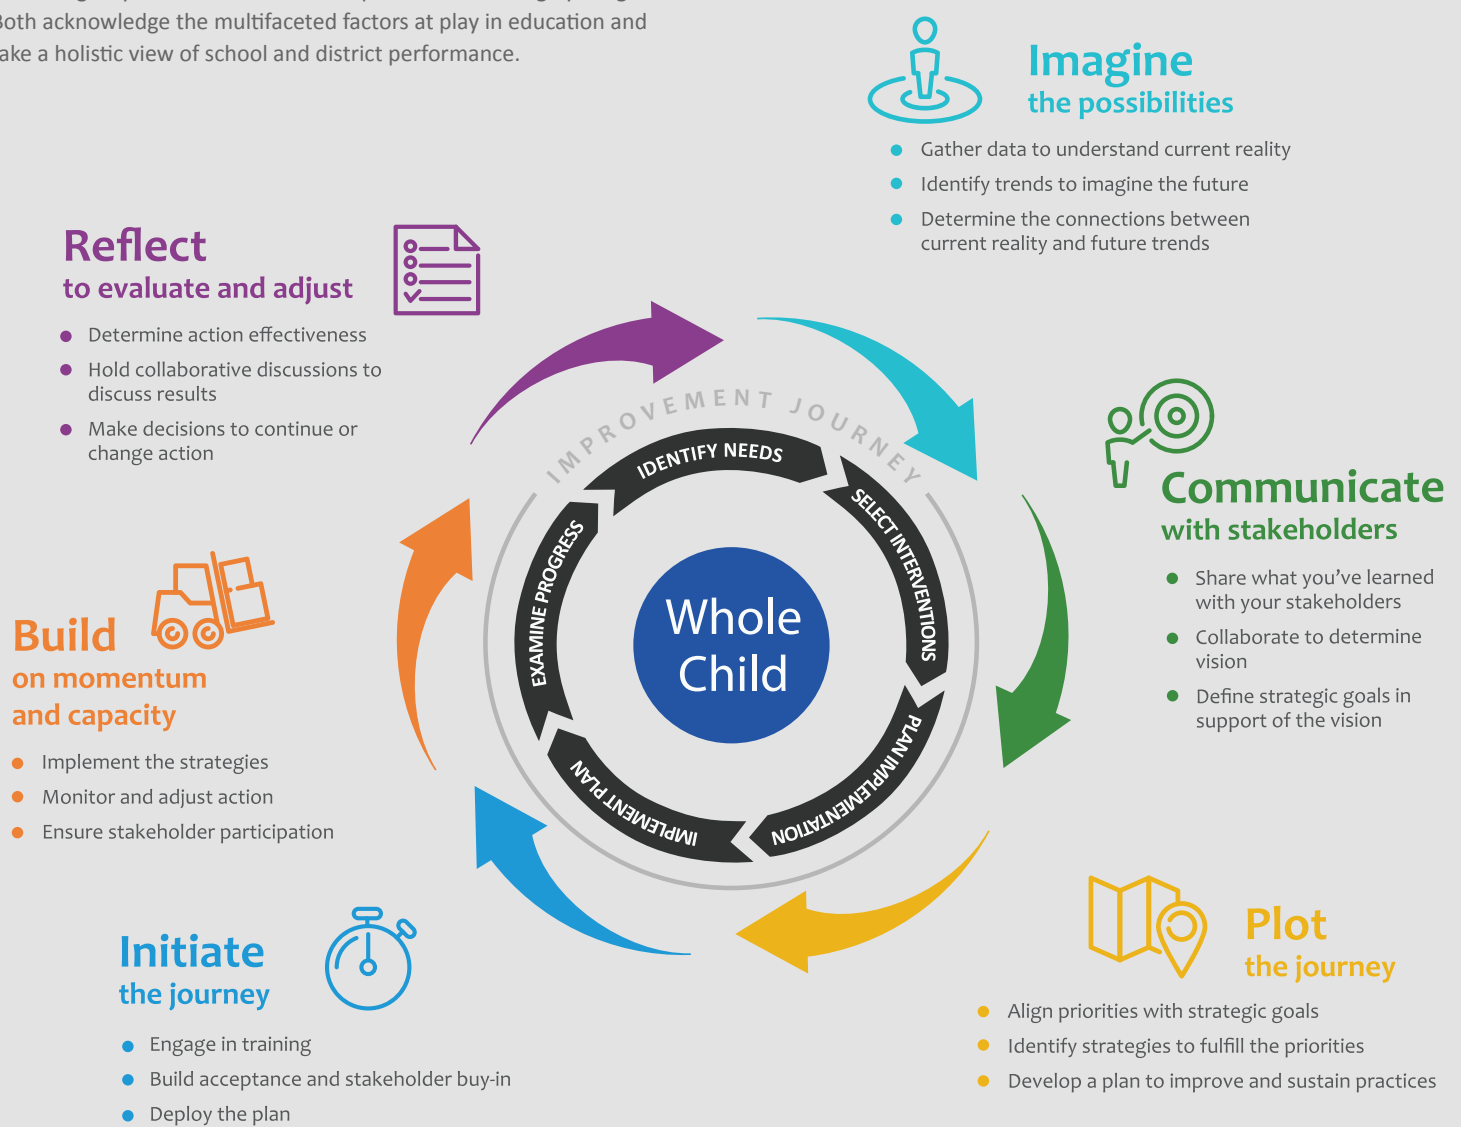 Both acknowledge the multifaceted factors at play in education and
take a holistic view of school and district performance.
Imagine
the possibilities
Gather data to understand current reality
Identify trends to imagine the future
Determine the connections between
current reality and future trends
Communicate
with stakeholders
Share what you’ve learned
with your stakeholders
Collaborate to determine
vision
Define strategic goals in
support of the vision
Plot
the journey
Align priorities with strategic goals
Identify strategies to fulfill the priorities
Develop a plan to improve and sustain practices
Initiate
the journey
Engage in training
Build acceptance and stakeholder buy-in
Deploy the plan
Build
on momentum
and capacity
Implement the strategies
Monitor and adjust action
Ensure stakeholder participation
Reflect
to evaluate and adjust
Determine action effectiveness
Hold collaborative discussions to
discuss results
Make decisions to continue or
change action
IMPROVEMENT JOURNEY
IDENTIFY NEEDS
SELECT INTERVENTIONS
PLAN IMPLEMENTATION
IMPLEMENT PLAN
EXAMINE PROGRESS
Whole
Child